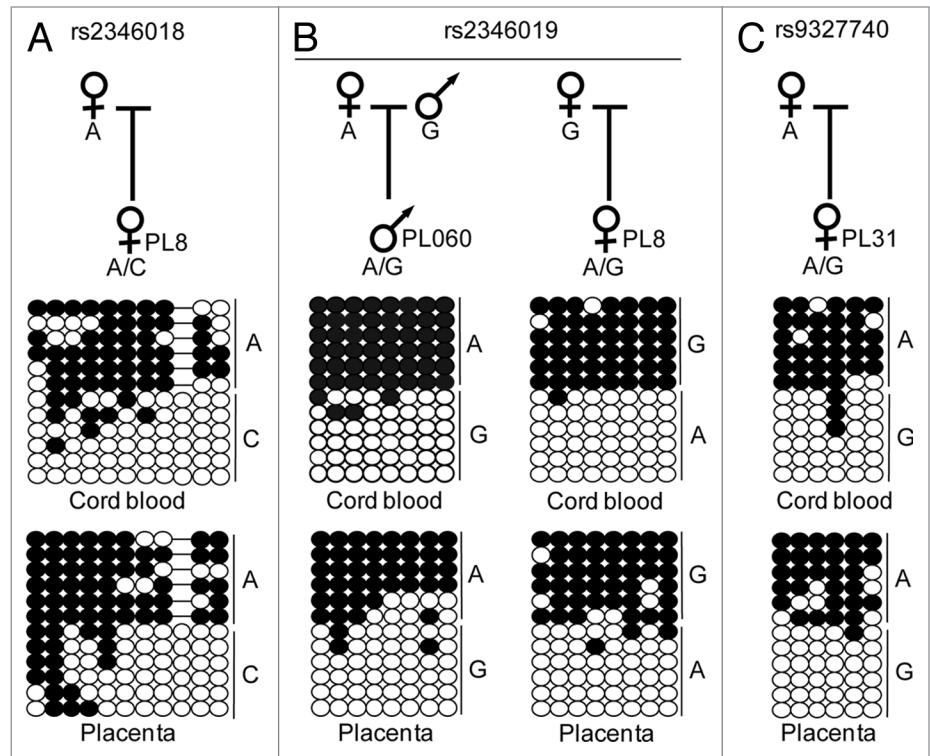 A rs2346018
A
PL8
A/C
A
C
Cord blood
A
C
Placenta
B rs2346019
A G
PL060
A/G
A
G
Cord blood
A
G
Placenta
G
PL8
A/G
G
A
Cord blood
G
A
Placenta
C rs9327740
A
PL31
A/G
A
G
Cord blood
A
G
Placenta